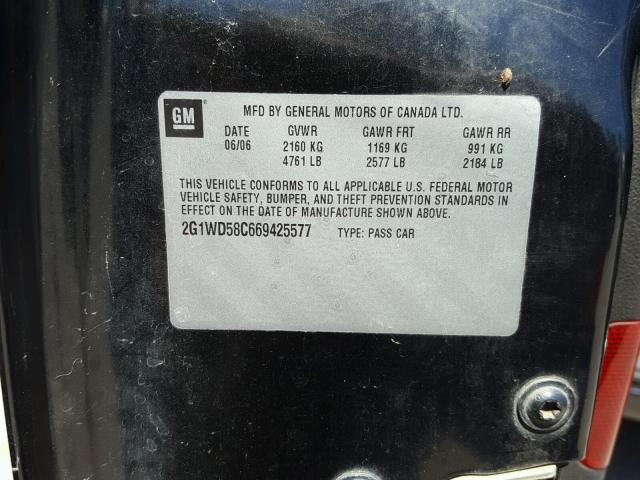 GM
MFD BY GENERAL MOTORS OF CANADA LTD.
DATE GVWR GAWR FRT GAWR RR
06/06 2160 KG 1169 KG 991 KG
4761 LB 2577 LB 2184 LB
THIS VEHICLE CONFORMS TO ALL APPLICABLE U.S. FEDERAL MOTOR
VEHICLE SAFETY, BUMPER, AND THEFT PREVENTION STANDARDS IN
EFFECT ON THE DATE OF MANUFACTURE SHOWN ABOVE.
2G1WD58C669425577 TYPE: PASS CAR